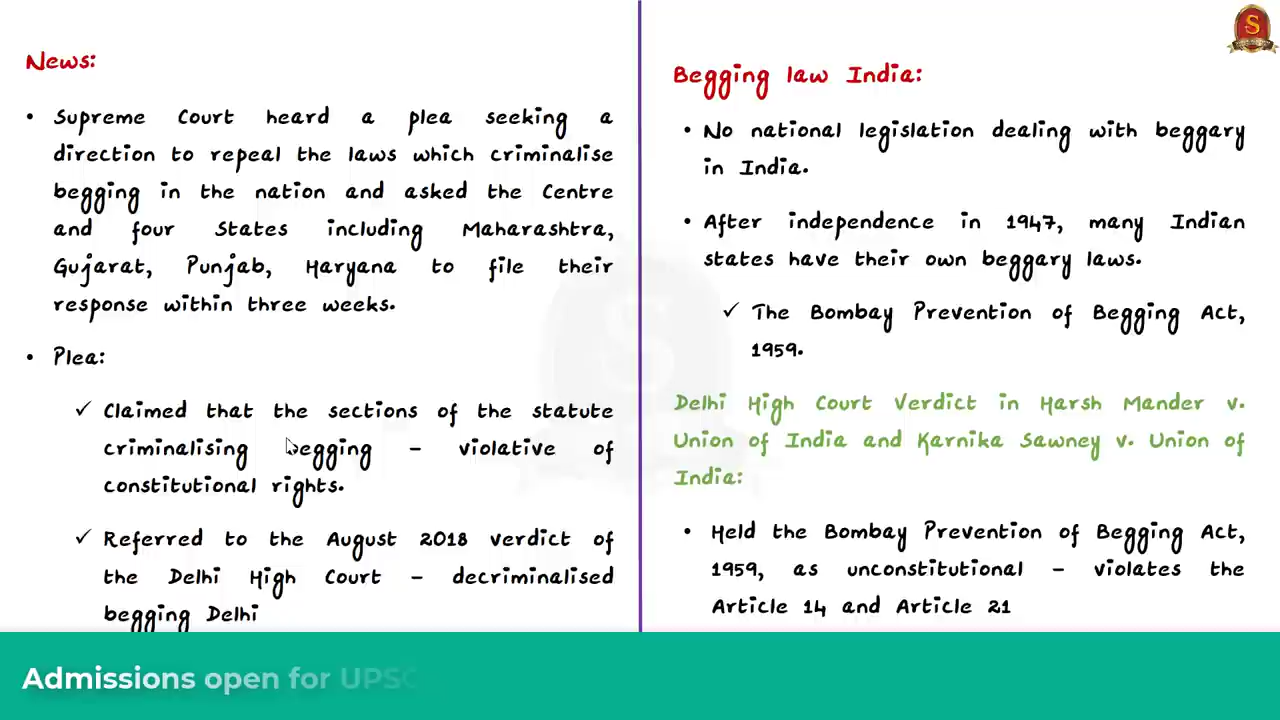 News:
• Supreme Court heard a plea seeking a
direction to repeal the laws which criminalise
begging in the nation and asked the Centre
and four States including Maharashtra,
Gujarat, Punjab, Haryana to file their
response within three weeks.
• Plea:
✓ Claimed that the sections of the statute
criminalising begging – violative of
constitutional rights.
✓ Referred to the August 2018 verdict of
the Delhi High Court – decriminalised
begging Delhi
Begging law India:
• No national legislation dealing with beggary
in India.
• After independence in 1947, many Indian
states have their own beggary laws.
✓ The Bombay Prevention of Begging Act,
1959.
Delhi High Court Verdict in Harsh Mander v.
Union of India and Karnika Sawney v. Union of
India:
• Held the Bombay Prevention of Begging Act,
1959, as unconstitutional – violates the
Article 14 and Article 21
S
Admissions open for UPSC